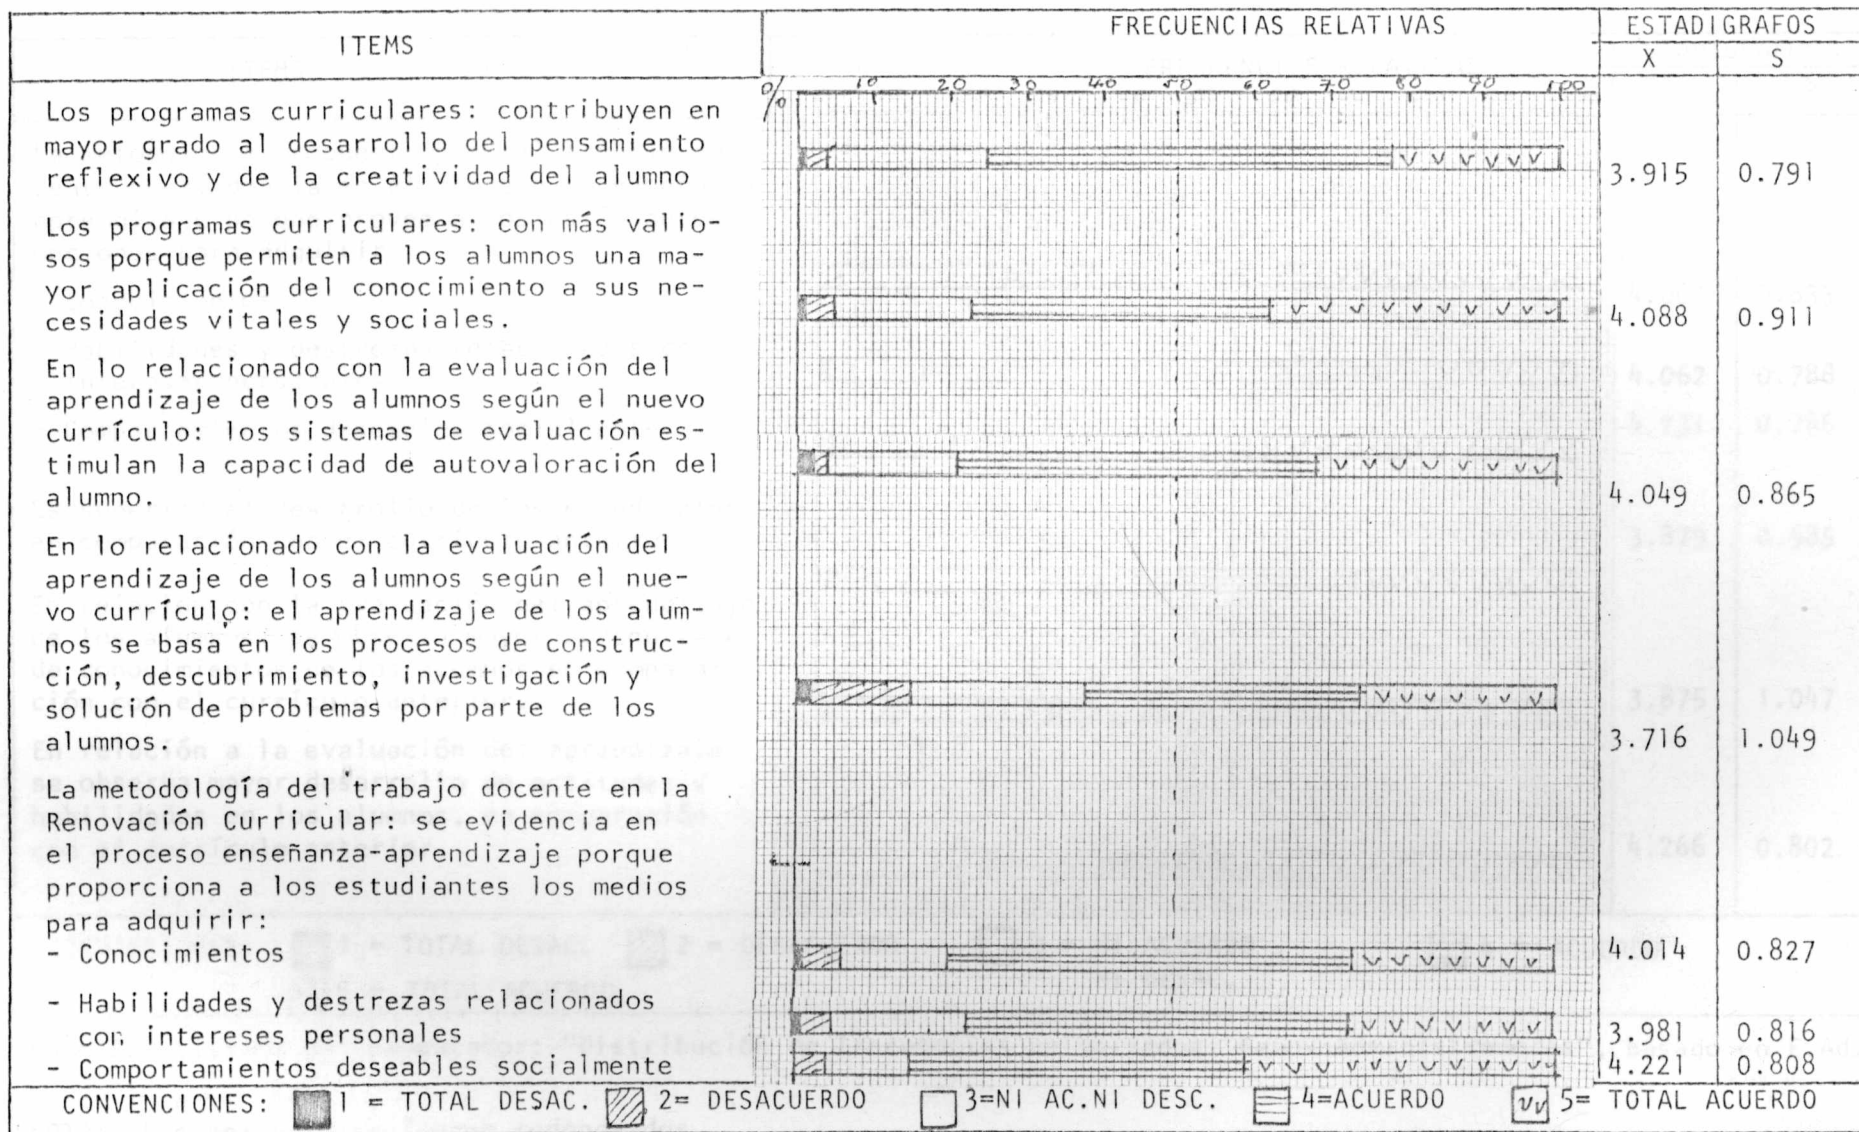 ITEMS
FRECUENCIAS RELATIVAS
ESTADIGRAFOS
X S
% 10 20 30 40 50 60 70 80 90 100
Los programas curriculares: contribuyen en
mayor grado al desarrollo del pensamiento
reflexivo y de la creatividad del alumno
3.915 0.791
Los programas curriculares: con más valio-
sos porque permiten a los alumnos una ma-
yor aplicación del conocimiento a sus ne-
cesidades vitales y sociales.
4.088 0.911
En lo relacionado con la evaluación del
aprendizaje de los alumnos según el nuevo
currículo: los sistemas de evaluación es-
timulan la capacidad de autovaloración del
alumno.
4.049 0.865
En lo relacionado con la evaluación del
aprendizaje de los alumnos según el nue-
vo currículo: el aprendizaje de los alum-
nos se basa en los procesos de construc-
ción, descubrimiento, investigación y
solución de problemas por parte de los
alumnos.
3.716 1.049
La metodología del trabajo docente en la
Renovación Curricular: se evidencia en
el proceso enseñanza-aprendizaje porque
proporciona a los estudiantes los medios
para adquirir:
- Conocimientos
4.014 0.827
- Habilidades y destrezas relacionados
con intereses personales
3.981 0.816
- Comportamientos deseables socialmente
4.221 0.808
CONVENCIONES: 1 = TOTAL DESAC. 2= DESACUERDO 3=NI AC.NI DESC. 4=ACUERDO 5= TOTAL ACUERDO